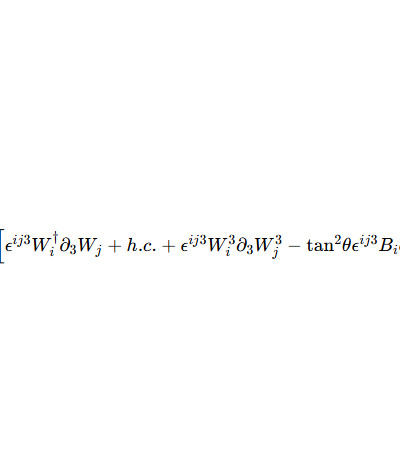 [ϵ^{ij3}W_i^†∂_3W_j + h.c. + ϵ^{ij3}W_i^3∂_3W_j^3 − tan^2θϵ^{ij3}B_i